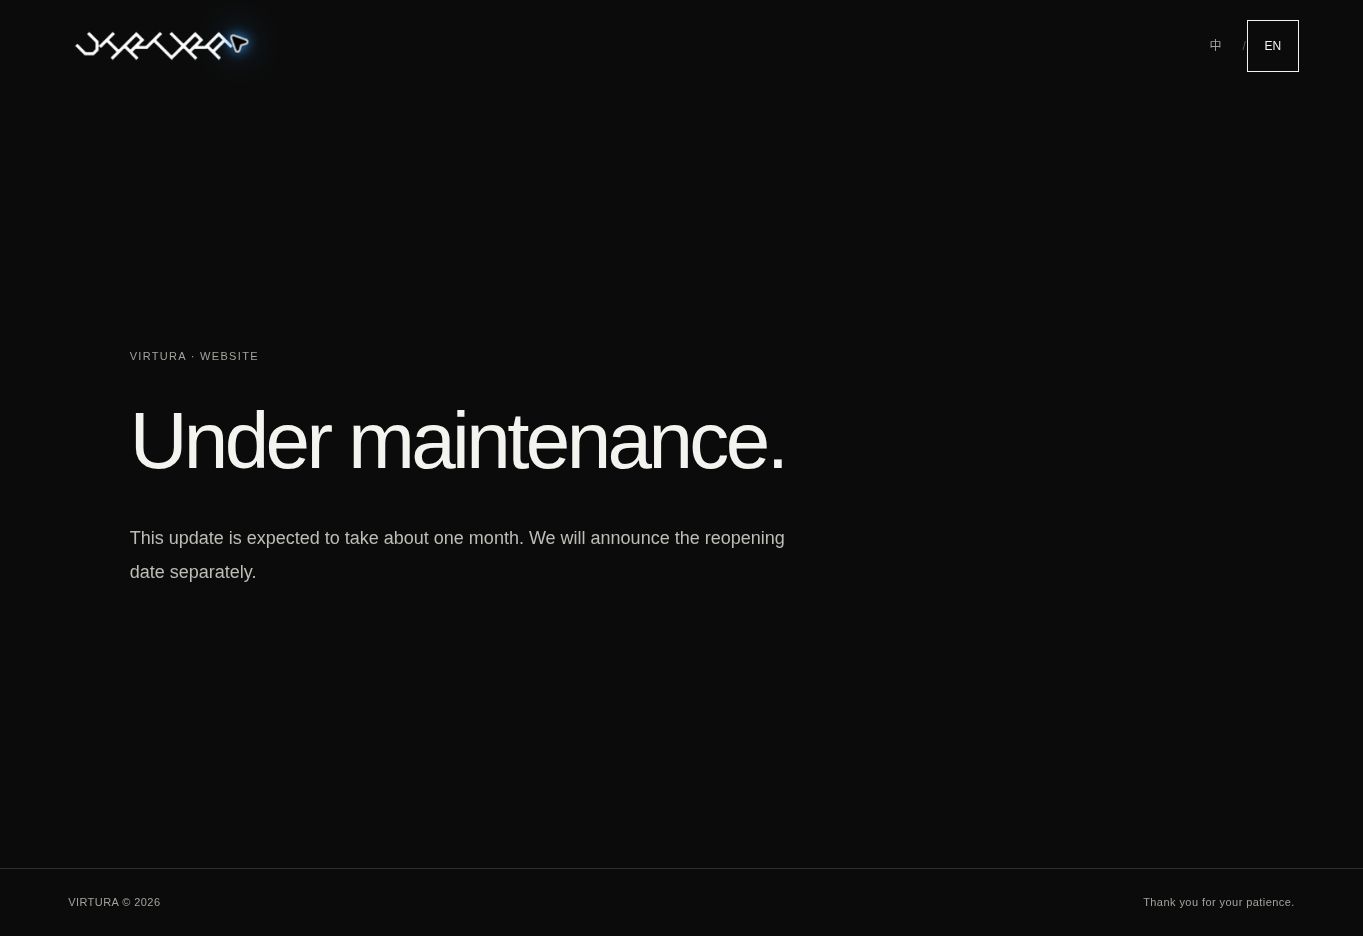 中 / EN
VIRTURA · WEBSITE
Under maintenance.
This update is expected to take about one month. We will announce the reopening
date separately.
VIRTURA © 2026
Thank you for your patience.